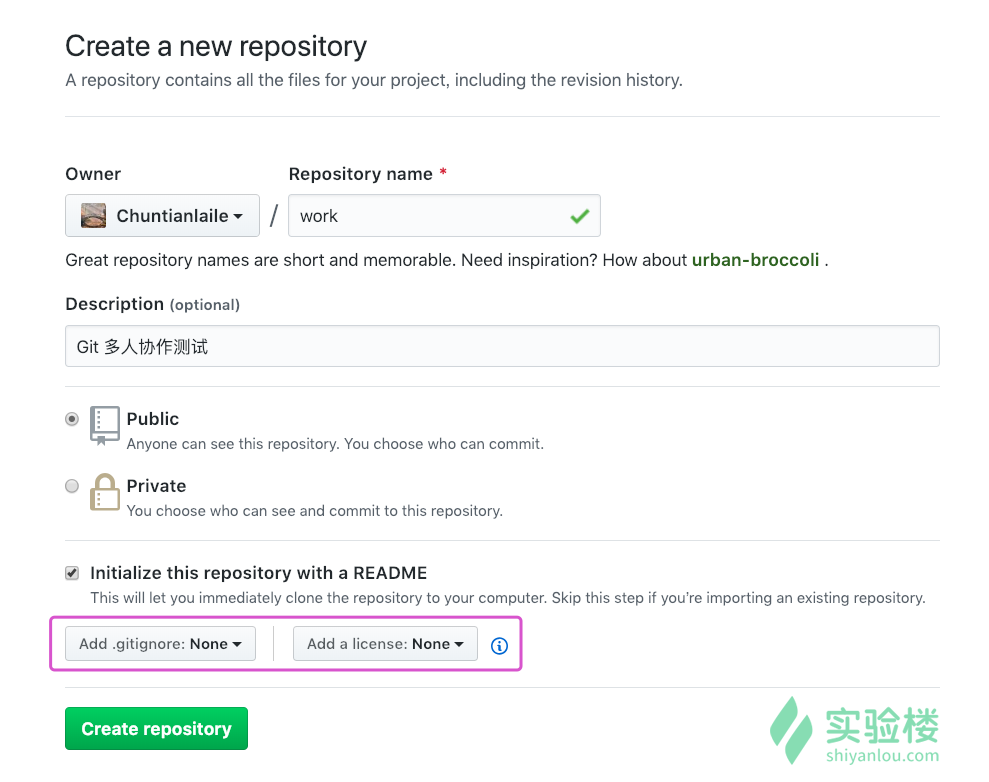 Create a new repository
A repository contains all the files for your project, including the revision history.
Owner
Repository name *
Chuntianlaile
/
work
Great repository names are short and memorable. Need inspiration? How about urban-broccoli .
Description (optional)
Git 多人协作测试
Public
Anyone can see this repository. You choose who can commit.
Private
You choose who can see and commit to this repository.
Initialize this repository with a README
This will let you immediately clone the repository to your computer. Skip this step if you’re importing an existing repository.
Add .gitignore: None
Add a license: None
Create repository
实验楼
shiyanlou.com